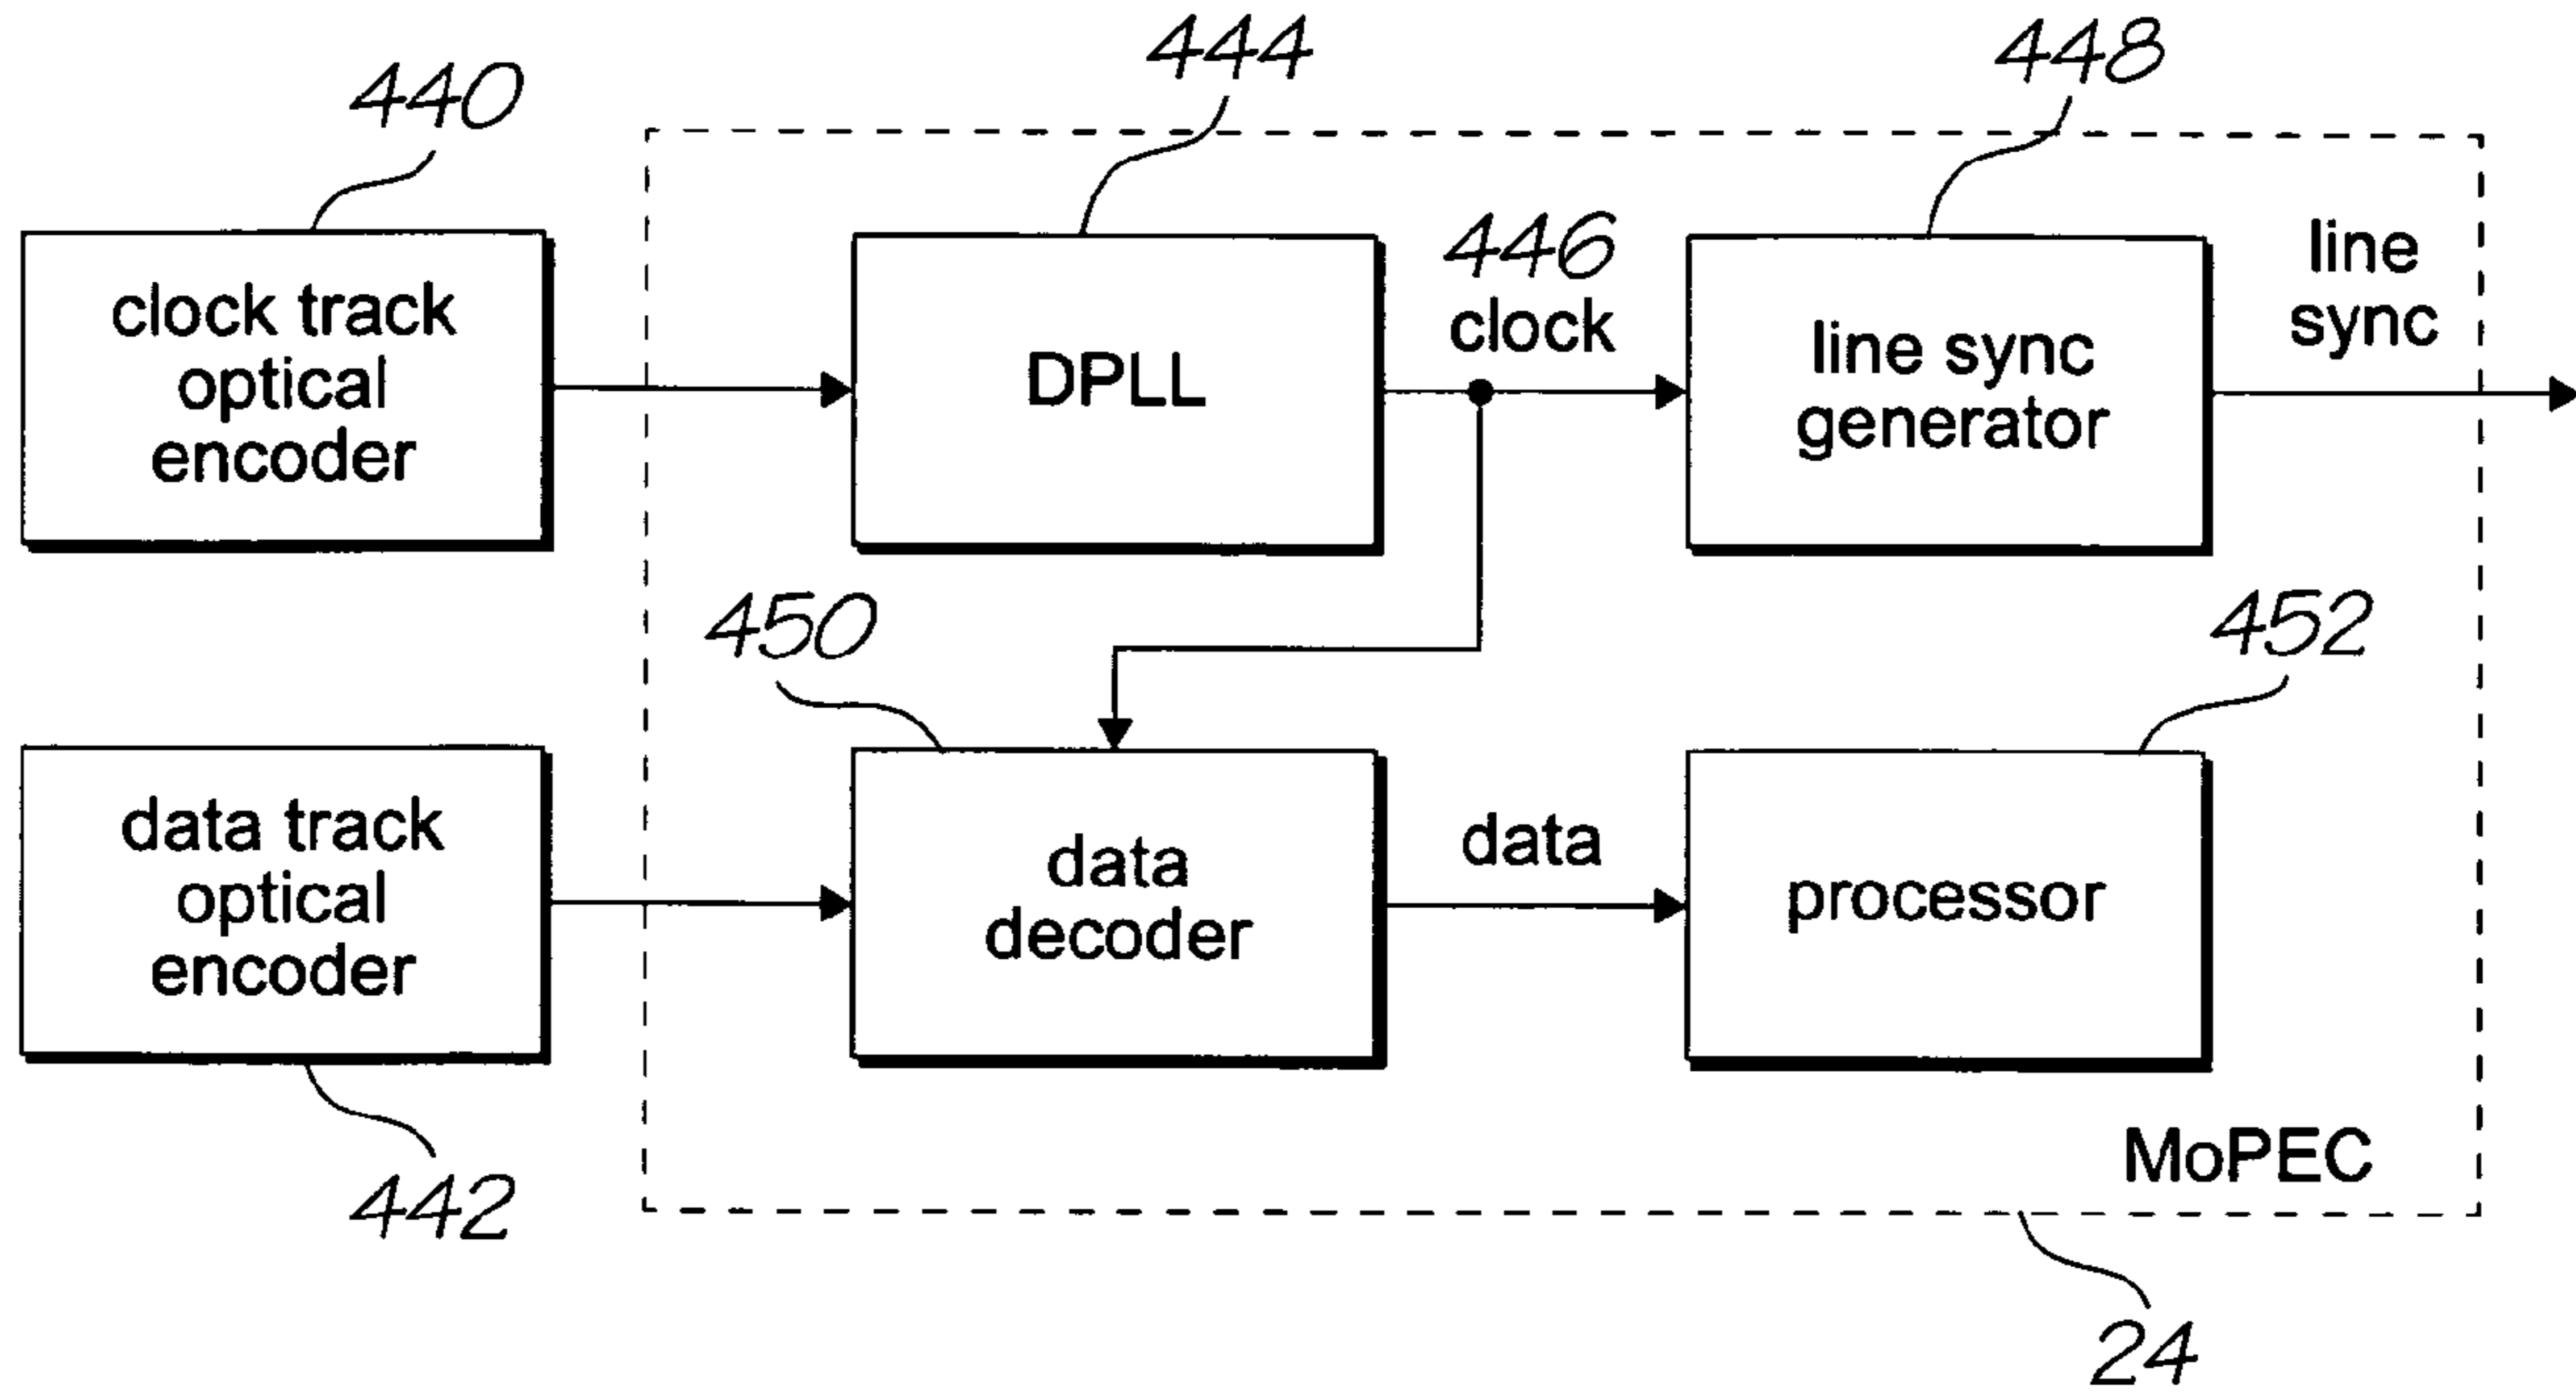 444
448
440
446
clock
line
sync
clock track
optical
encoder
DPLL
line sync
generator
450
452
data track
optical
encoder
data
decoder
data
processor
MoPEC
442
24